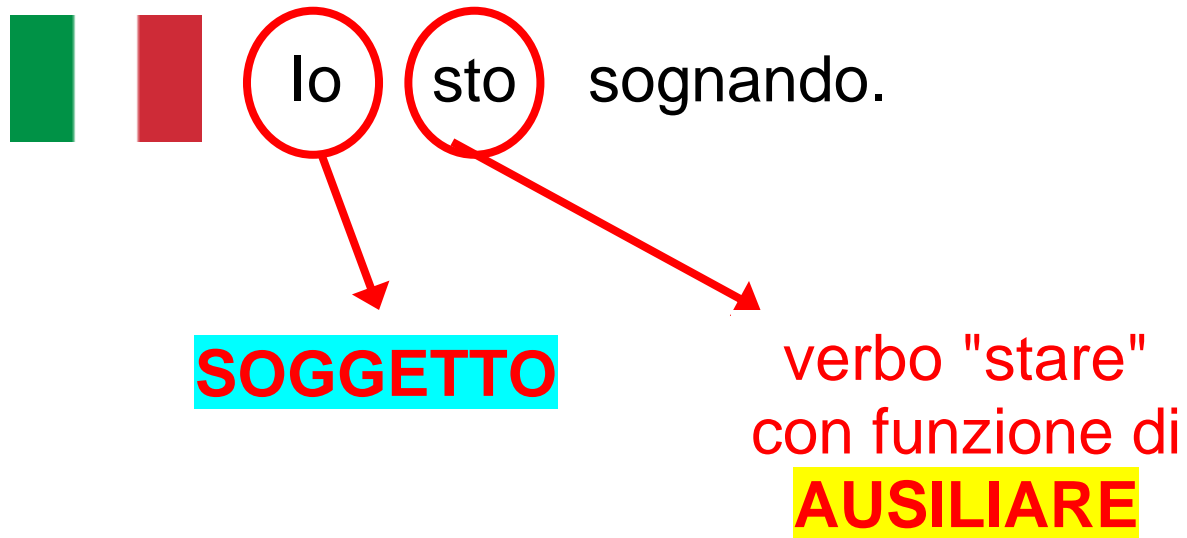 Io sto sognando.
SOGGETTO
verbo "stare"
con funzione di
AUSILIARE